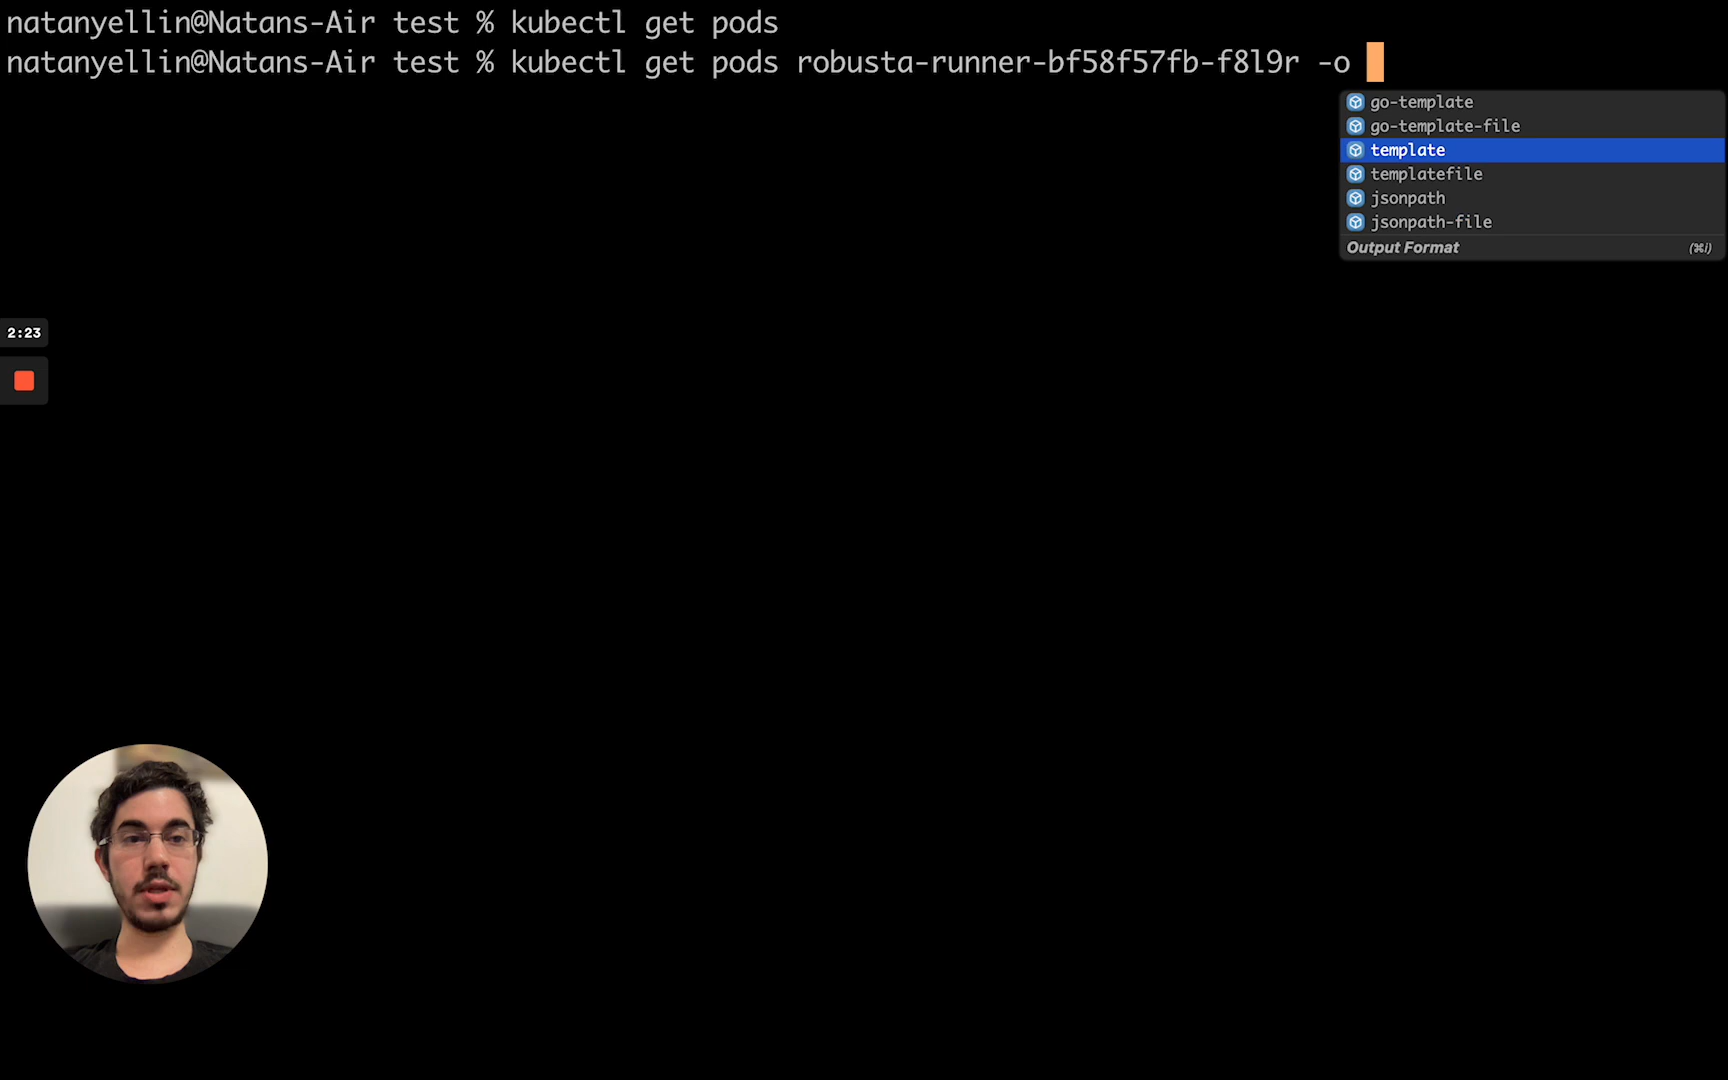 natanyellin@Natans-Air test % kubectl get pods
natanyellin@Natans-Air test % kubectl get pods robusta-runner-bf58f57fb-f8l9r -o
go-template
go-template-file
template
templatefile
jsonpath
jsonpath-file
Output Format (⌘i)
2:23